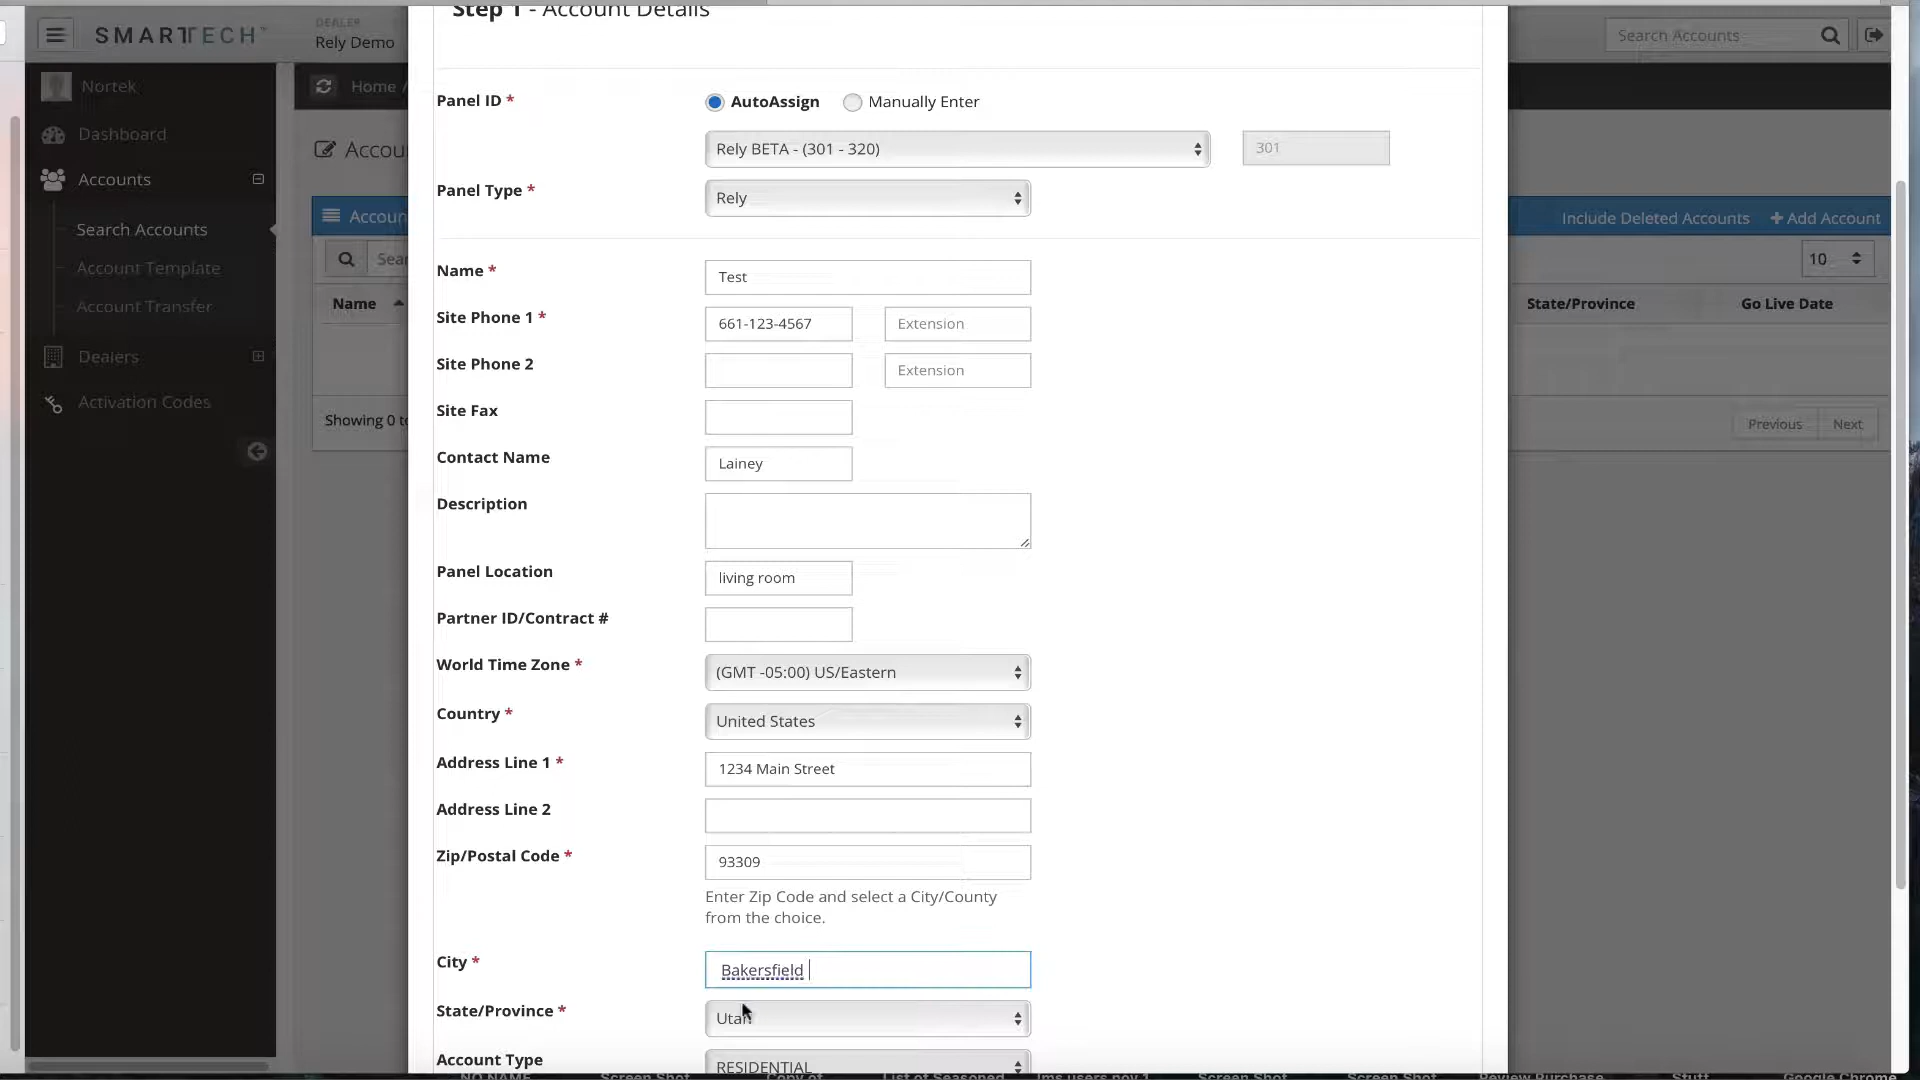 Step 1 - Account Details
SMARTTECH
DEALER
Rely Demo
Search Accounts
Nortek
Home /
Dashboard
Accounts
Search Accounts
Account Template
Account Transfer
Dealers
Activation Codes
Include Deleted Accounts
Add Account
10
Name
State/Province
Go Live Date
Previous
Next
Panel ID *
AutoAssign
Manually Enter
Rely BETA - (301 - 320)
301
Panel Type *
Rely
Name *
Test
Site Phone 1 *
661-123-4567
Extension
Site Phone 2
Extension
Site Fax
Contact Name
Lainey
Description
Panel Location
living room
Partner ID/Contract #
World Time Zone *
(GMT -05:00) US/Eastern
Country *
United States
Address Line 1 *
1234 Main Street
Address Line 2
Zip/Postal Code *
93309
Enter Zip Code and select a City/County
from the choice.
City *
Bakersfield
State/Province *
Utah
Account Type
RESIDENTIAL